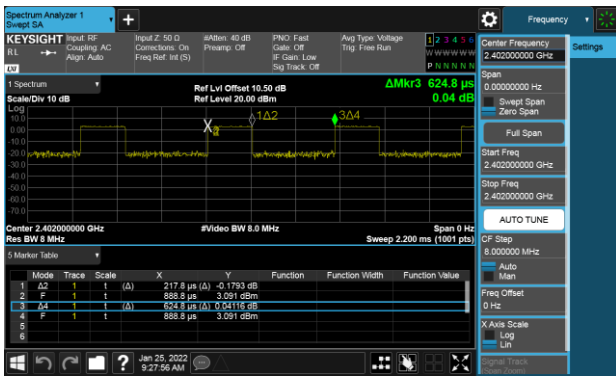 Spectrum Analyzer 1
Swept SA
+
Frequency
KEYSIGHT
RL
LXI
Input: RF
Coupling: AC
Align: Auto
Input Z: 50 Ω
Corrections: On
Freq Ref: Int (S)
#Atten: 40 dB
Preamp: Off
PNO: Fast
Gate: Off
IF Gain: Low
Sig Track: Off
Avg Type: Voltage
Trig: Free Run
1 2 3 4 5 6
W W W W W W
P N N N N N
Center Frequency
2.402000000 GHz
Settings
1 Spectrum
Scale/Div 10 dB
Ref Lvl Offset 10.50 dB
Ref Level 20.00 dBm
ΔMkr3 624.8 µs
0.04 dB
Span
0.00000000 Hz
Swept Span
Zero Span
Log
10.0
0.00
-10.0
-20.0
-30.0
-40.0
-50.0
-60.0
-70.0
X2
1Δ2
3Δ4
Full Span
Start Freq
2.402000000 GHz
Stop Freq
2.402000000 GHz
AUTO TUNE
Center 2.402000000 GHz
Res BW 8 MHz
#Video BW 8.0 MHz
Span 0 Hz
Sweep 2.200 ms (1001 pts)
CF Step
8.000000 MHz
Auto
Man
5 Marker Table
Mode Trace Scale X Y Function Function Width Function Value
1 Δ2 1 t (Δ) 217.8 µs (Δ) -0.1793 dB
2 F 1 t 888.8 µs 3.091 dBm
3 Δ4 1 t (Δ) 624.8 µs (Δ) 0.04116 dB
4 F 1 t 888.8 µs 3.091 dBm
5
6
Freq Offset
0 Hz
X Axis Scale
Log
Lin
Signal Track
(Span Zoom)
?
Jan 25, 2022
9:27:56 AM